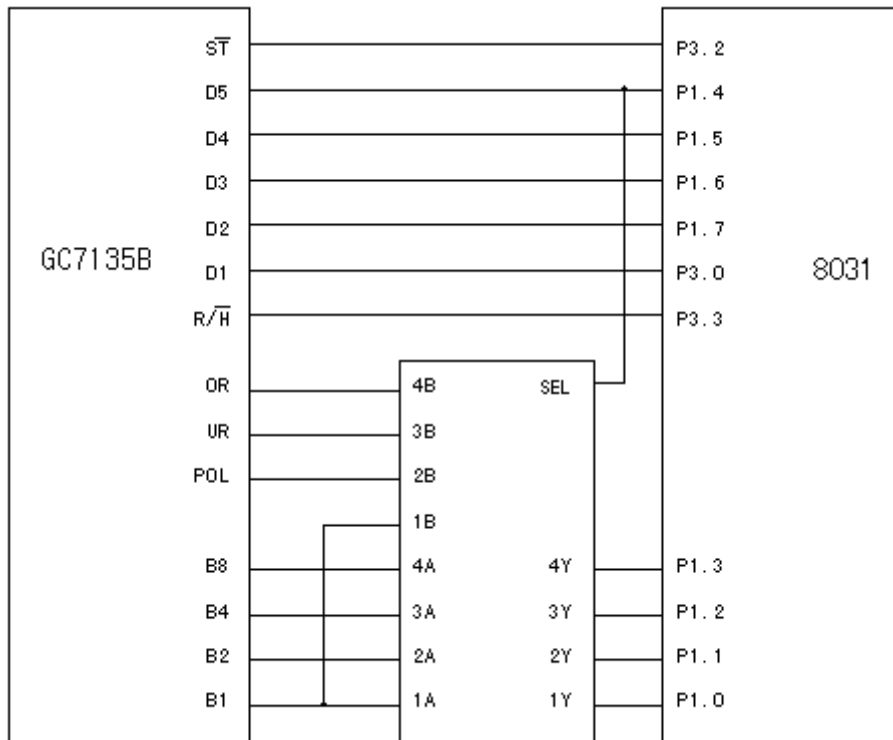 S̅T̅ P3.2
D5 P1.4
D4 P1.5
D3 P1.6
D2 P1.7
GC7135B
D1 P3.0 8031
R/H̅ P3.3
OR 4B SEL
UR 3B
POL 2B
1B
B8 4A 4Y P1.3
B4 3A 3Y P1.2
B2 2A 2Y P1.1
B1 1A 1Y P1.0